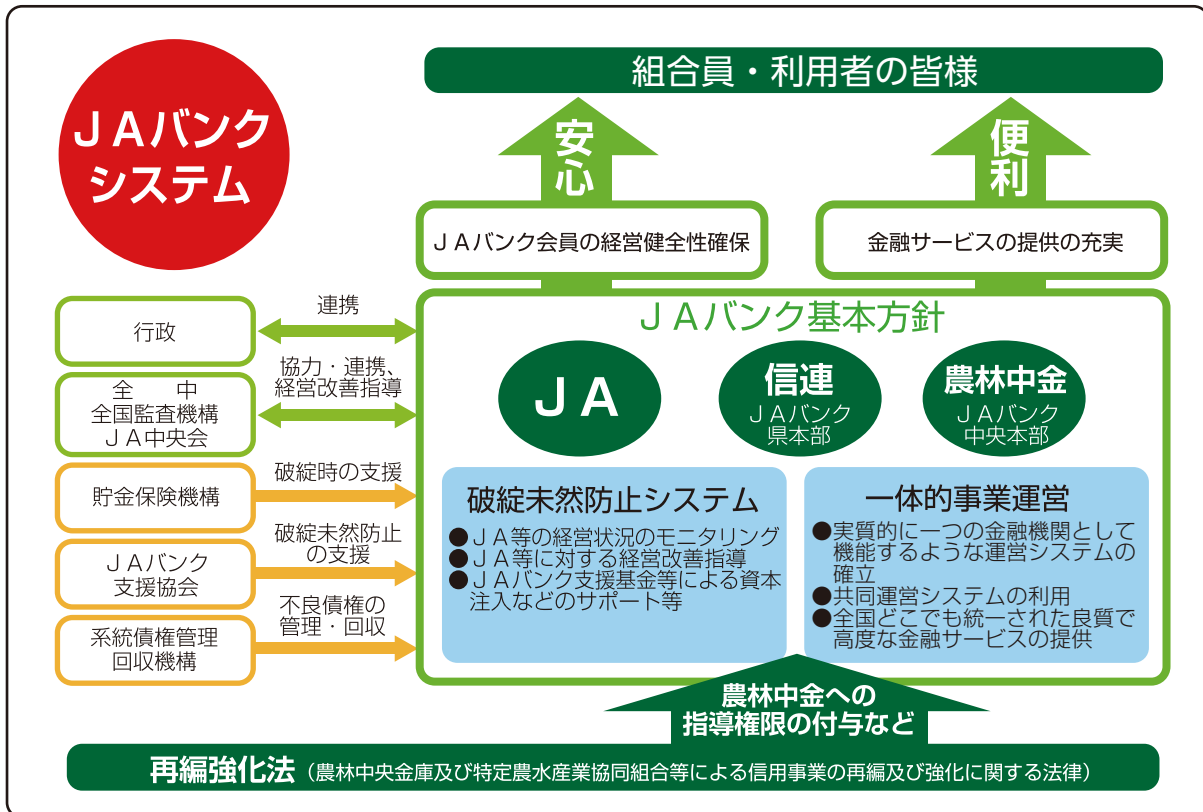 JAバンク
システム
組合員・利用者の皆様
安心
便利
JAバンク会員の経営健全性確保
金融サービスの提供の充実
行政
連携
全　中
全国監査機構
JA中央会
協力・連携、
経営改善指導
貯金保険機構
破綻時の支援
JAバンク
支援協会
破綻未然防止
の支援
系統債権管理
回収機構
不良債権の
管理・回収
JAバンク基本方針
JA
信連
JAバンク
県本部
農林中金
JAバンク
中央本部
破綻未然防止システム
●JA等の経営状況のモニタリング
●JA等に対する経営改善指導
●JAバンク支援基金等による資本
注入などのサポート等
一体的事業運営
●実質的に一つの金融機関として
機能するような運営システムの
確立
●共同運営システムの利用
●全国どこでも統一された良質で
高度な金融サービスの提供
農林中金への
指導権限の付与など
再編強化法（農林中央金庫及び特定農水産業協同組合等による信用事業の再編及び強化に関する法律）